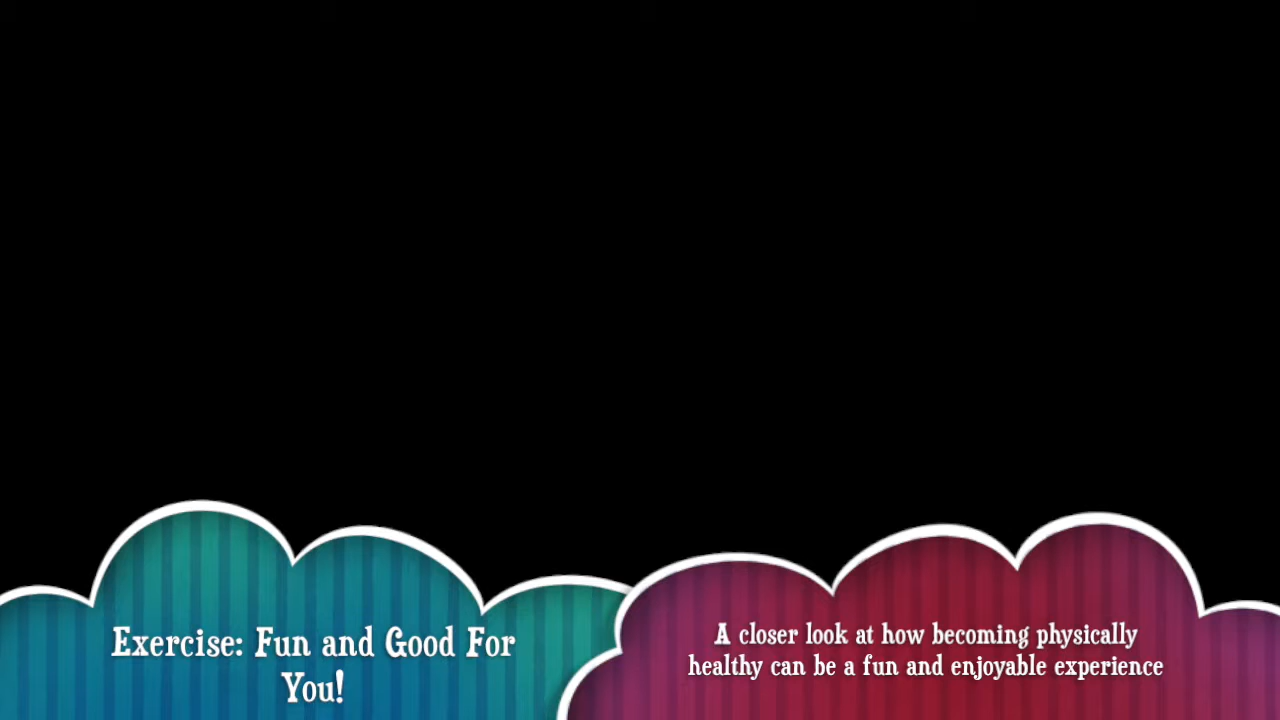 Exercise: Fun and Good For
You!
A closer look at how becoming physically
healthy can be a fun and enjoyable experience